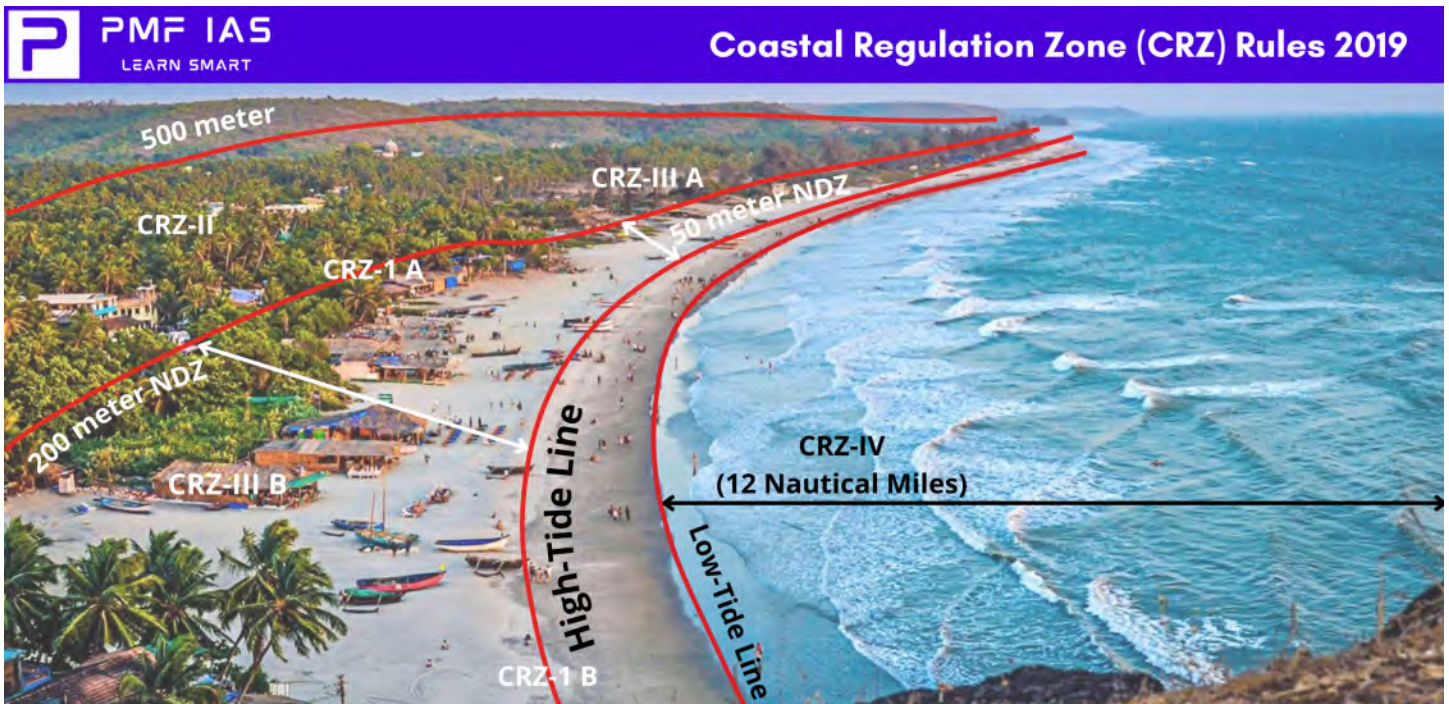 PMF IAS
LEARN SMART
Coastal Regulation Zone (CRZ) Rules 2019
500 meter
CRZ-III A
CRZ-II
50 meter NDZ
CRZ-1 A
200 meter NDZ
CRZ-III B
High-Tide Line
CRZ-IV
(12 Nautical Miles)
Low-Tide Line
CRZ-1 B